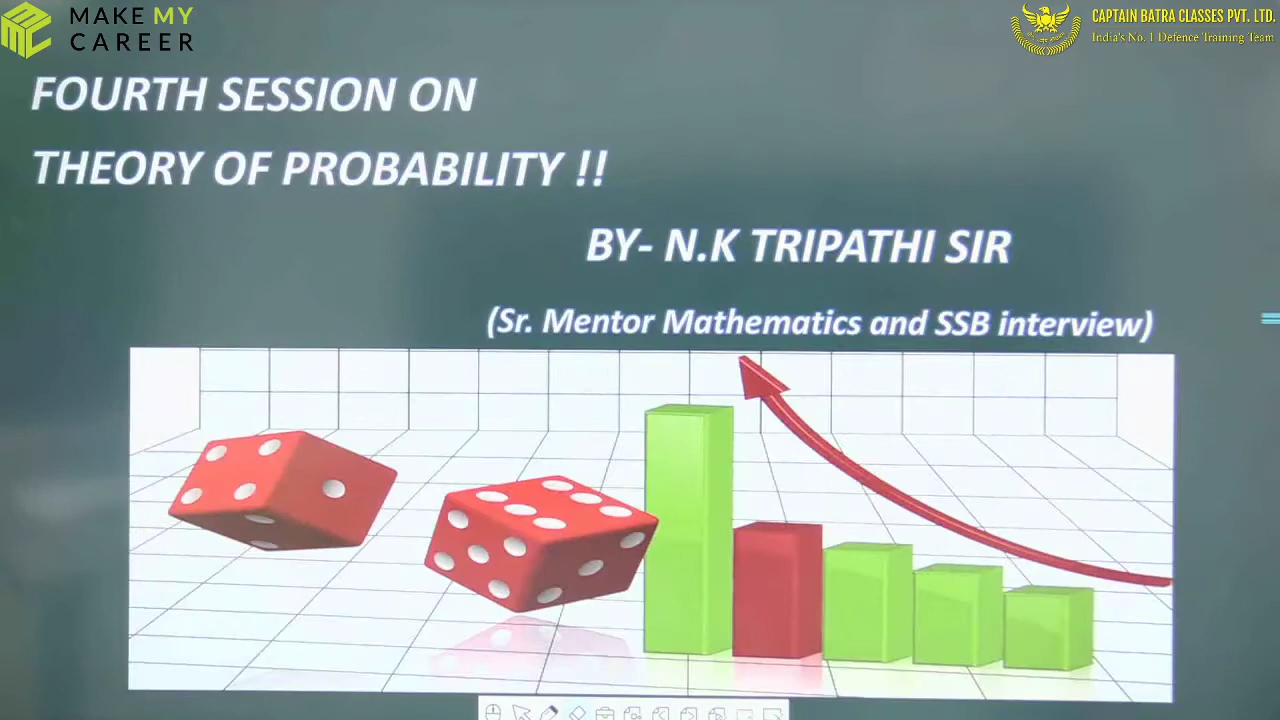 MAKE MY
CAREER
CAPTAIN BATRA CLASSES PVT. LTD.
India's No. 1 Defence Training Team
FOURTH SESSION ON
THEORY OF PROBABILITY !!
BY- N.K TRIPATHI SIR
(Sr. Mentor Mathematics and SSB interview)